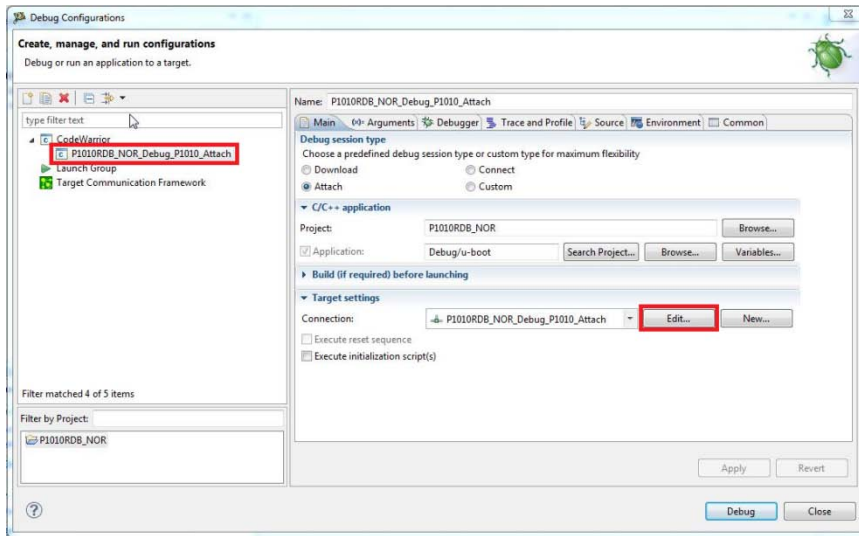 Debug Configurations
Create, manage, and run configurations
Debug or run an application to a target.
type filter text
CodeWarrior
P1010RDB_NOR_Debug_P1010_Attach
Launch Group
Target Communication Framework
Filter matched 4 of 5 items
Filter by Project:
P1010RDB_NOR
Name: P1010RDB_NOR_Debug_P1010_Attach
Main (x)= Arguments Debugger Trace and Profile Source Environment Common
Debug session type
Choose a predefined debug session type or custom type for maximum flexibility
Download Connect
Attach Custom
C/C++ application
Project: P1010RDB_NOR Browse...
Application: Debug/u-boot Search Project... Browse... Variables...
Build (if required) before launching
Target settings
Connection: P1010RDB_NOR_Debug_P1010_Attach Edit... New...
Execute reset sequence
Execute initialization script(s)
Apply Revert
? Debug Close